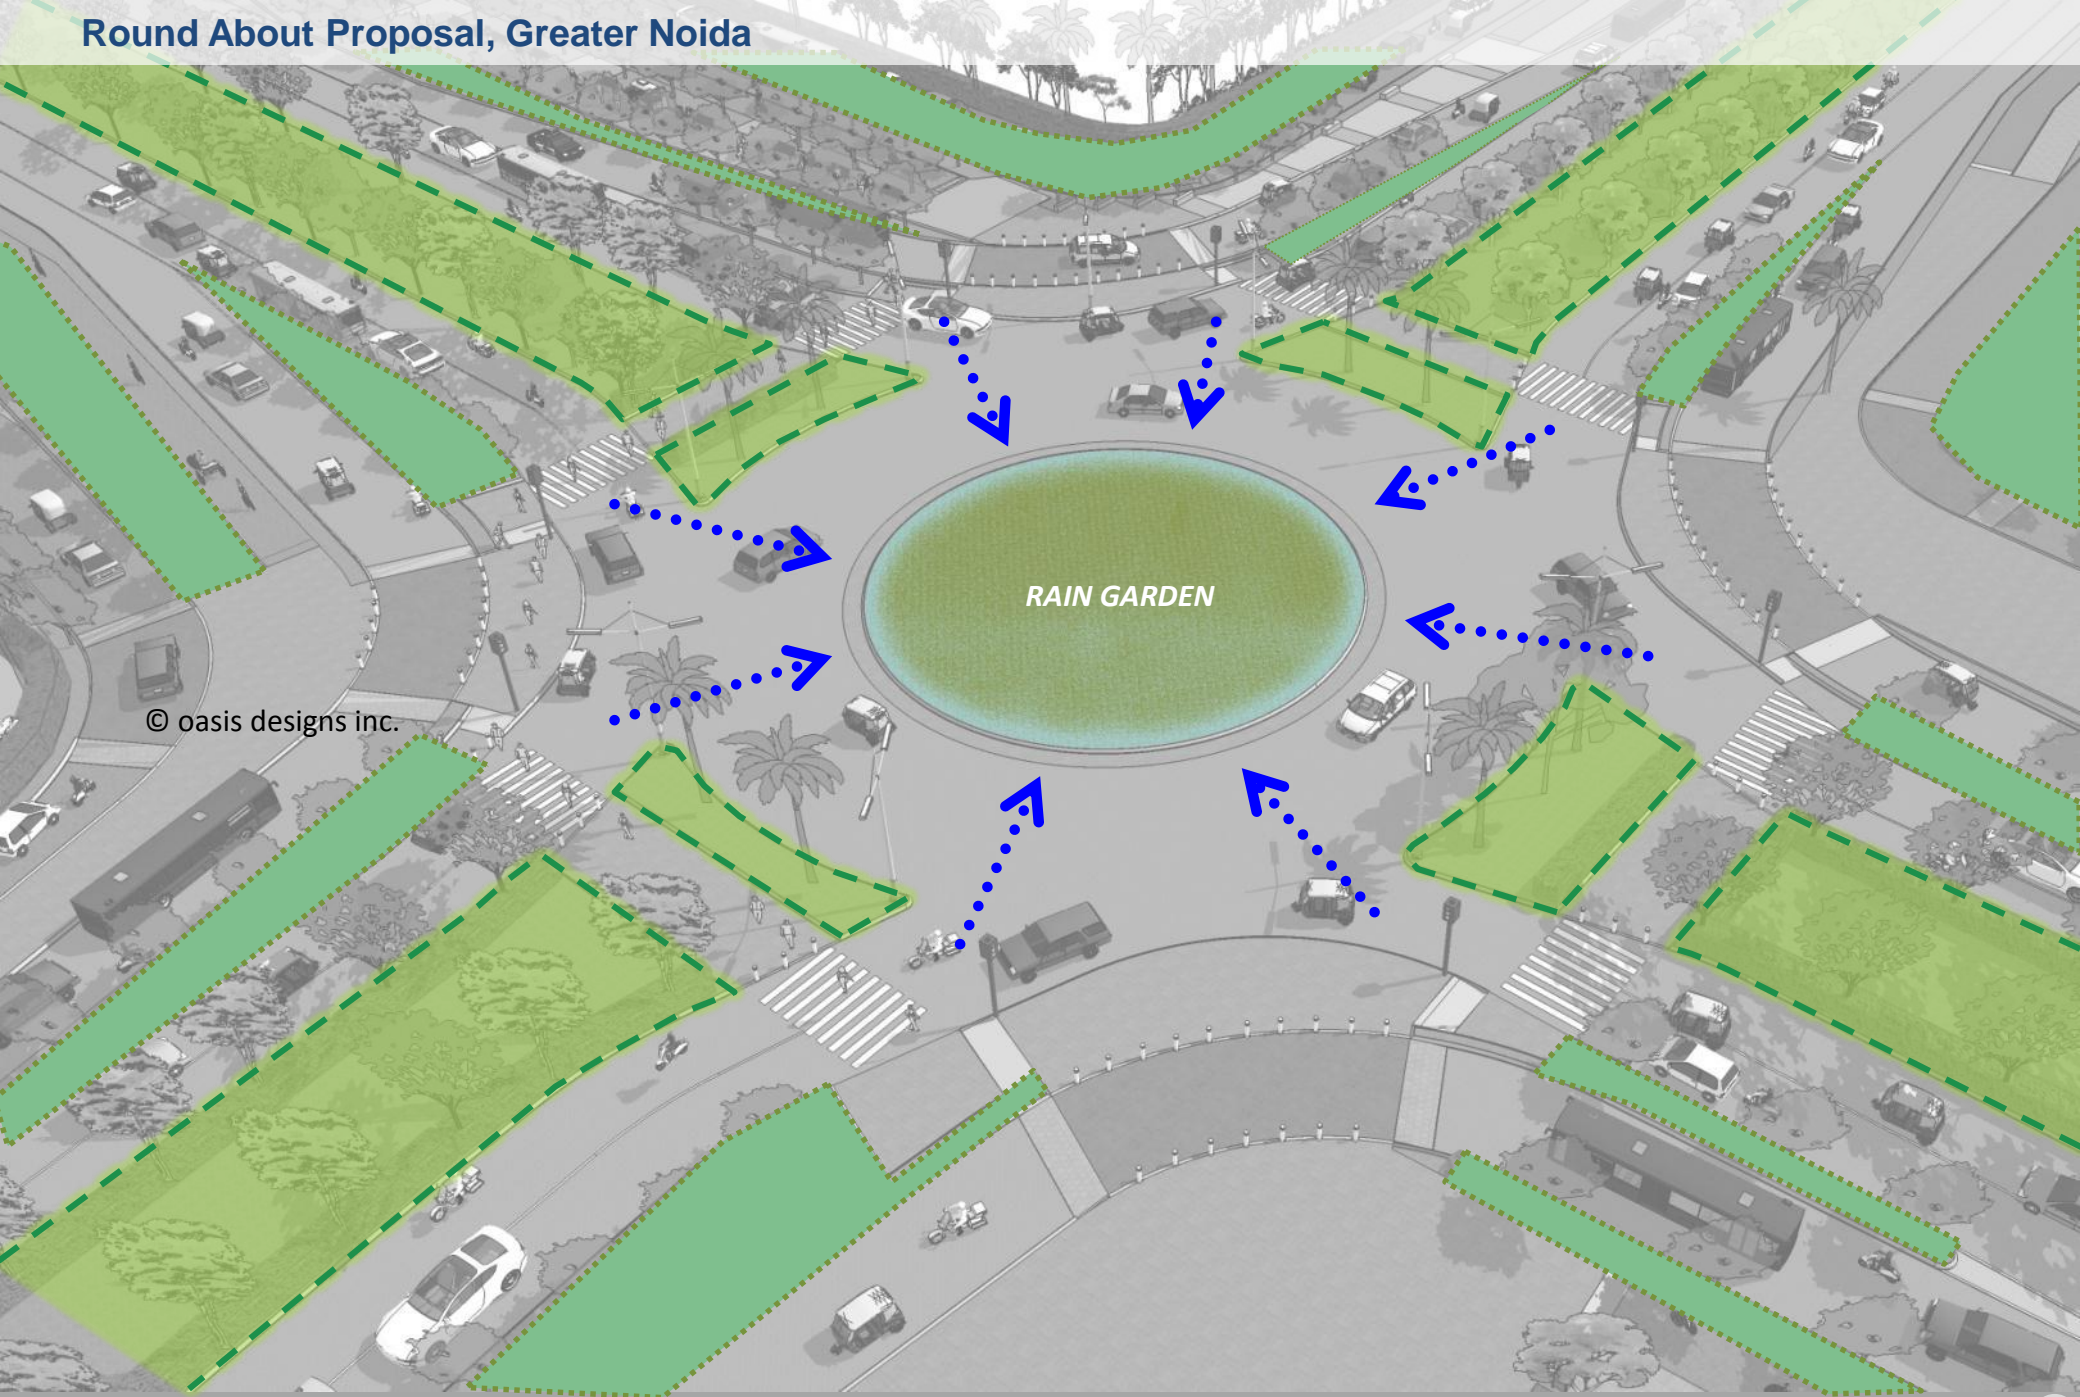 Round About Proposal, Greater Noida
RAIN GARDEN
© oasis designs inc.